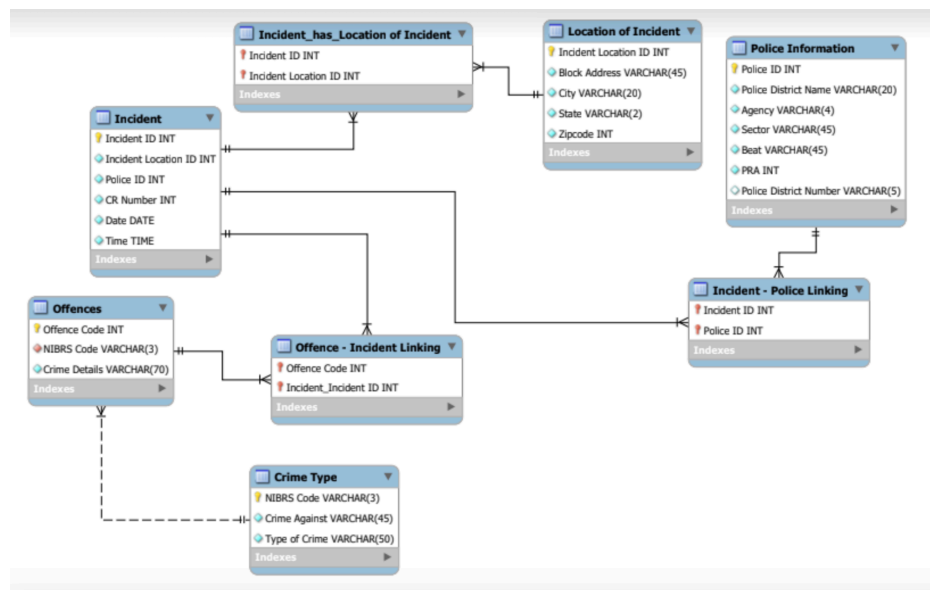 Incident_has_Location of Incident
Incident ID INT
Incident Location ID INT
Indexes
Location of Incident
Incident Location ID INT
Block Address VARCHAR(45)
City VARCHAR(20)
State VARCHAR(2)
Zipcode INT
Indexes
Police Information
Police ID INT
Police District Name VARCHAR(20)
Agency VARCHAR(4)
Sector VARCHAR(45)
Beat VARCHAR(45)
PRA INT
Police District Number VARCHAR(5)
Indexes
Incident
Incident ID INT
Incident Location ID INT
Police ID INT
CR Number INT
Date DATE
Time TIME
Indexes
Incident - Police Linking
Incident ID INT
Police ID INT
Indexes
Offences
Offence Code INT
NIBRS Code VARCHAR(3)
Crime Details VARCHAR(70)
Indexes
Offence - Incident Linking
Offence Code INT
Incident_Incident ID INT
Indexes
Crime Type
NIBRS Code VARCHAR(3)
Crime Against VARCHAR(45)
Type of Crime VARCHAR(50)
Indexes